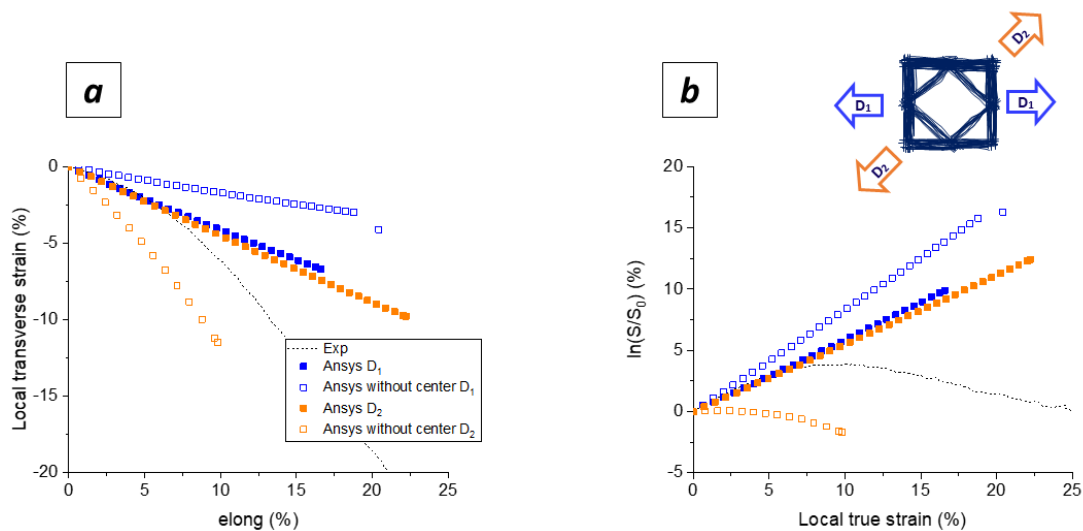 a
0
-5
-10
-15
-20
Local transverse strain (%)
0 5 10 15 20 25
elong (%)
Exp
Ansys D1
Ansys without center D1
Ansys D2
Ansys without center D2
b
D2
D1
D1
D2
20
15
10
5
0
-5
ln(S/S0) (%)
0 5 10 15 20 25
Local true strain (%)